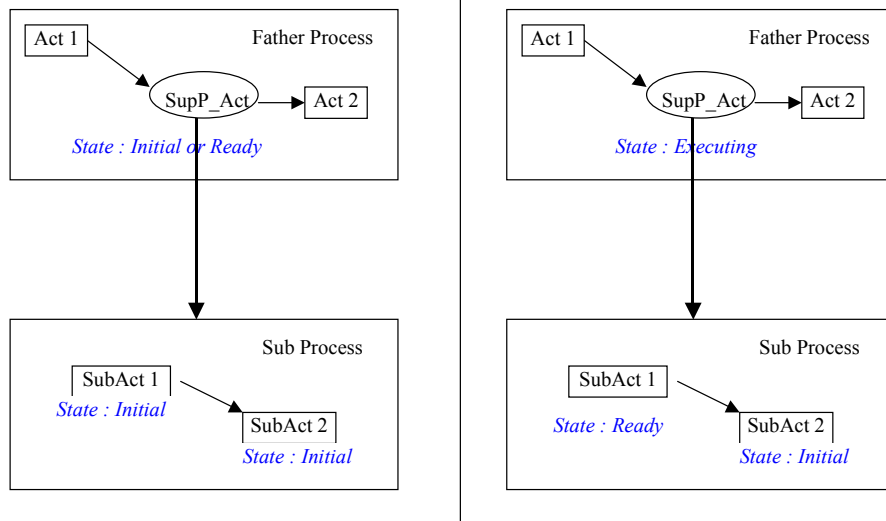 Father Process
Act 1
SupP_Act
Act 2
State : Initial or Ready
Sub Process
SubAct 1
State : Initial
SubAct 2
State : Initial
Father Process
Act 1
SupP_Act
Act 2
State : Executing
Sub Process
SubAct 1
State : Ready
SubAct 2
State : Initial